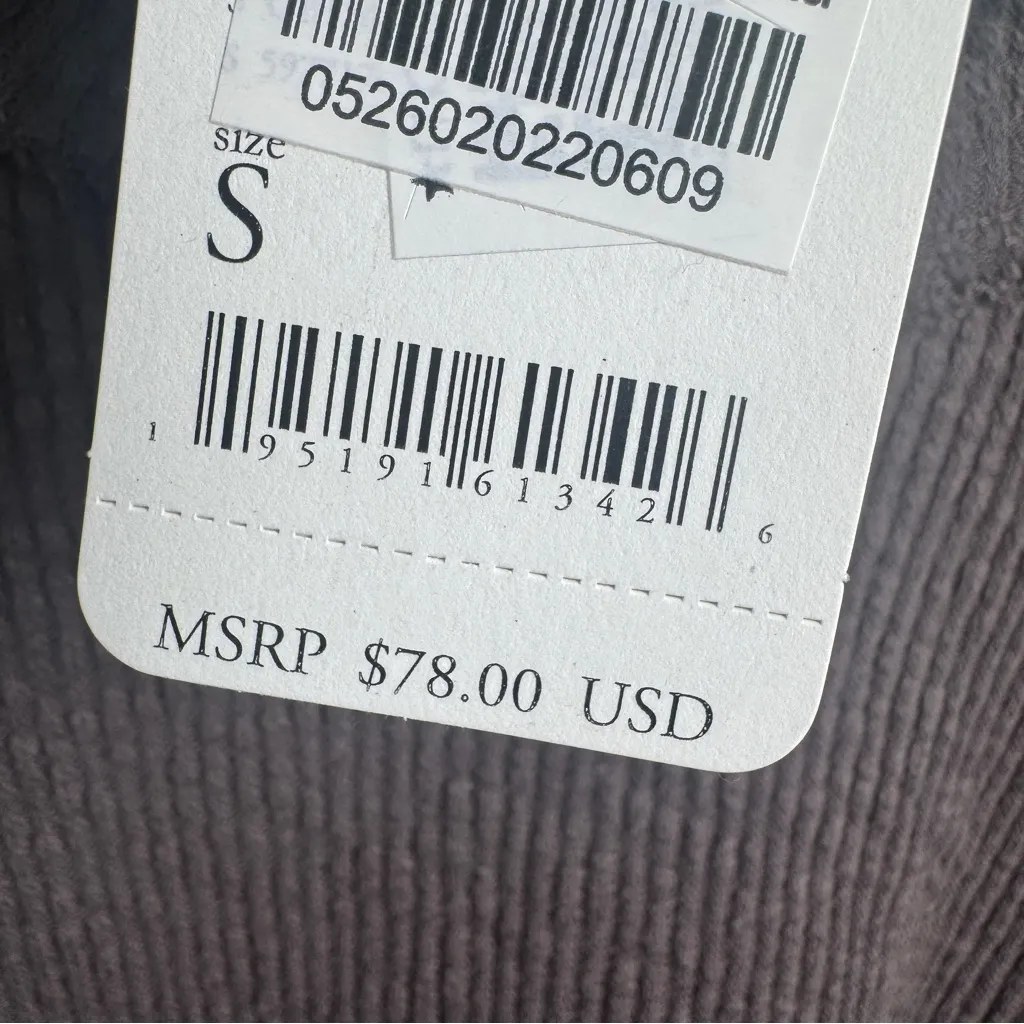 0526020220609
size
S
1 95191 61342 6
MSRP $78.00 USD